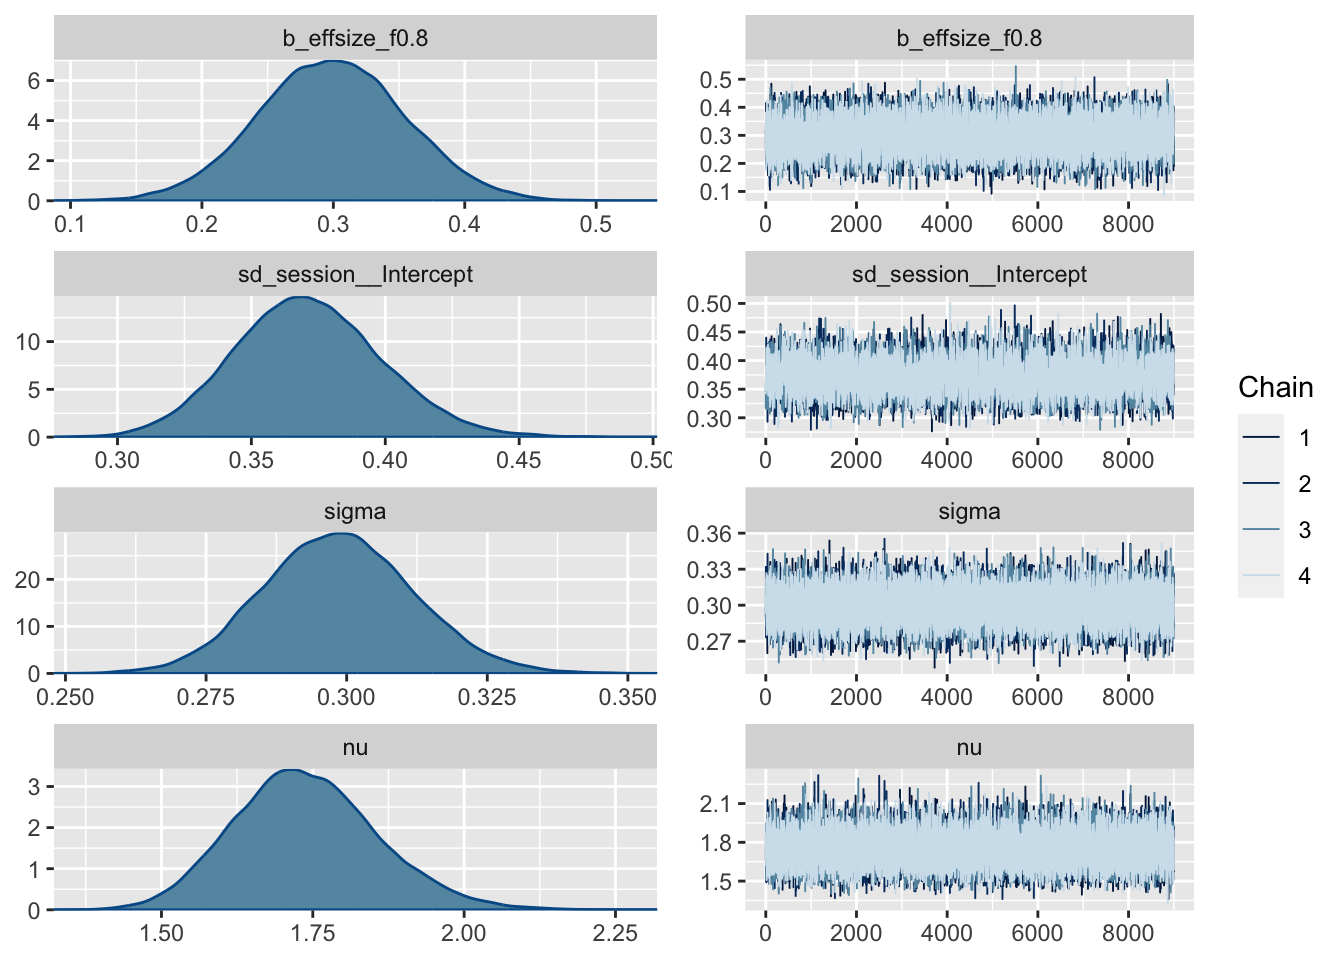 b_effsize_f0.8
6
4
2
0
0.1 0.2 0.3 0.4 0.5
b_effsize_f0.8
0.5
0.4
0.3
0.2
0.1
0 2000 4000 6000 8000
sd_session__Intercept
10
5
0
0.30 0.35 0.40 0.45 0.50
sd_session__Intercept
0.50
0.45
0.40
0.35
0.30
0 2000 4000 6000 8000
sigma
20
10
0
0.250 0.275 0.300 0.325 0.350
sigma
0.36
0.33
0.30
0.27
0 2000 4000 6000 8000
nu
3
2
1
0
1.50 1.75 2.00 2.25
nu
2.1
1.8
1.5
0 2000 4000 6000 8000
Chain
1
2
3
4